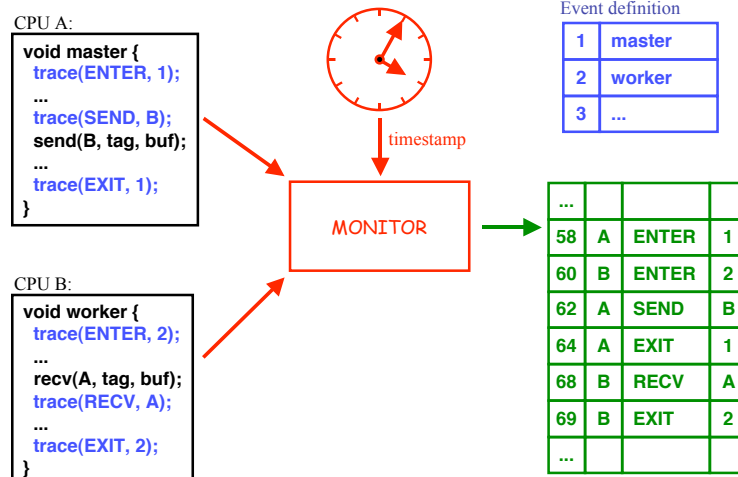 CPU A:
void master {
trace(ENTER, 1);
...
trace(SEND, B);
send(B, tag, buf);
...
trace(EXIT, 1);
}
CPU B:
void worker {
trace(ENTER, 2);
...
recv(A, tag, buf);
trace(RECV, A);
...
trace(EXIT, 2);
}
timestamp
MONITOR
Event definition
1 master
2 worker
3 ...
...
58 A ENTER 1
60 B ENTER 2
62 A SEND B
64 A EXIT 1
68 B RECV A
69 B EXIT 2
...